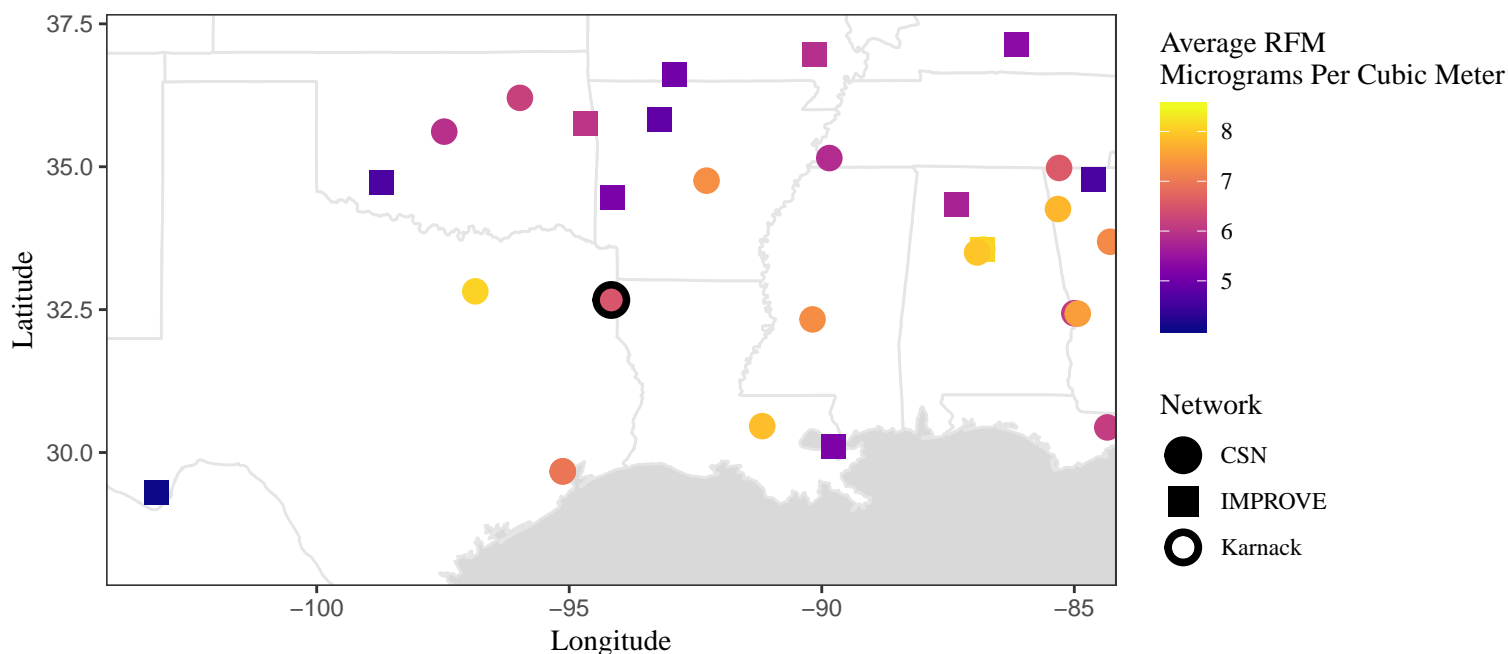 37.5
35.0
32.5
30.0
Latitude
−100
−95
−90
−85
Longitude
Average RFM
Micrograms Per Cubic Meter
8
7
6
5
Network
CSN
IMPROVE
Karnack